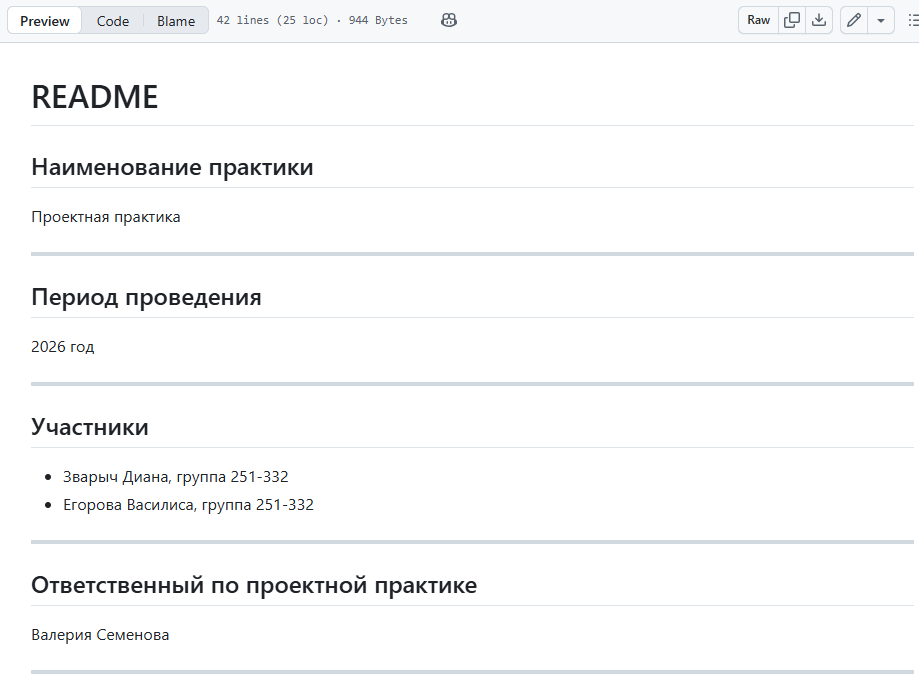 Preview Code Blame 42 lines (25 loc) · 944 Bytes Raw
README
Наименование практики
Проектная практика
Период проведения
2026 год
Участники
Зварыч Диана, группа 251-332
Егорова Василиса, группа 251-332
Ответственный по проектной практике
Валерия Семенова